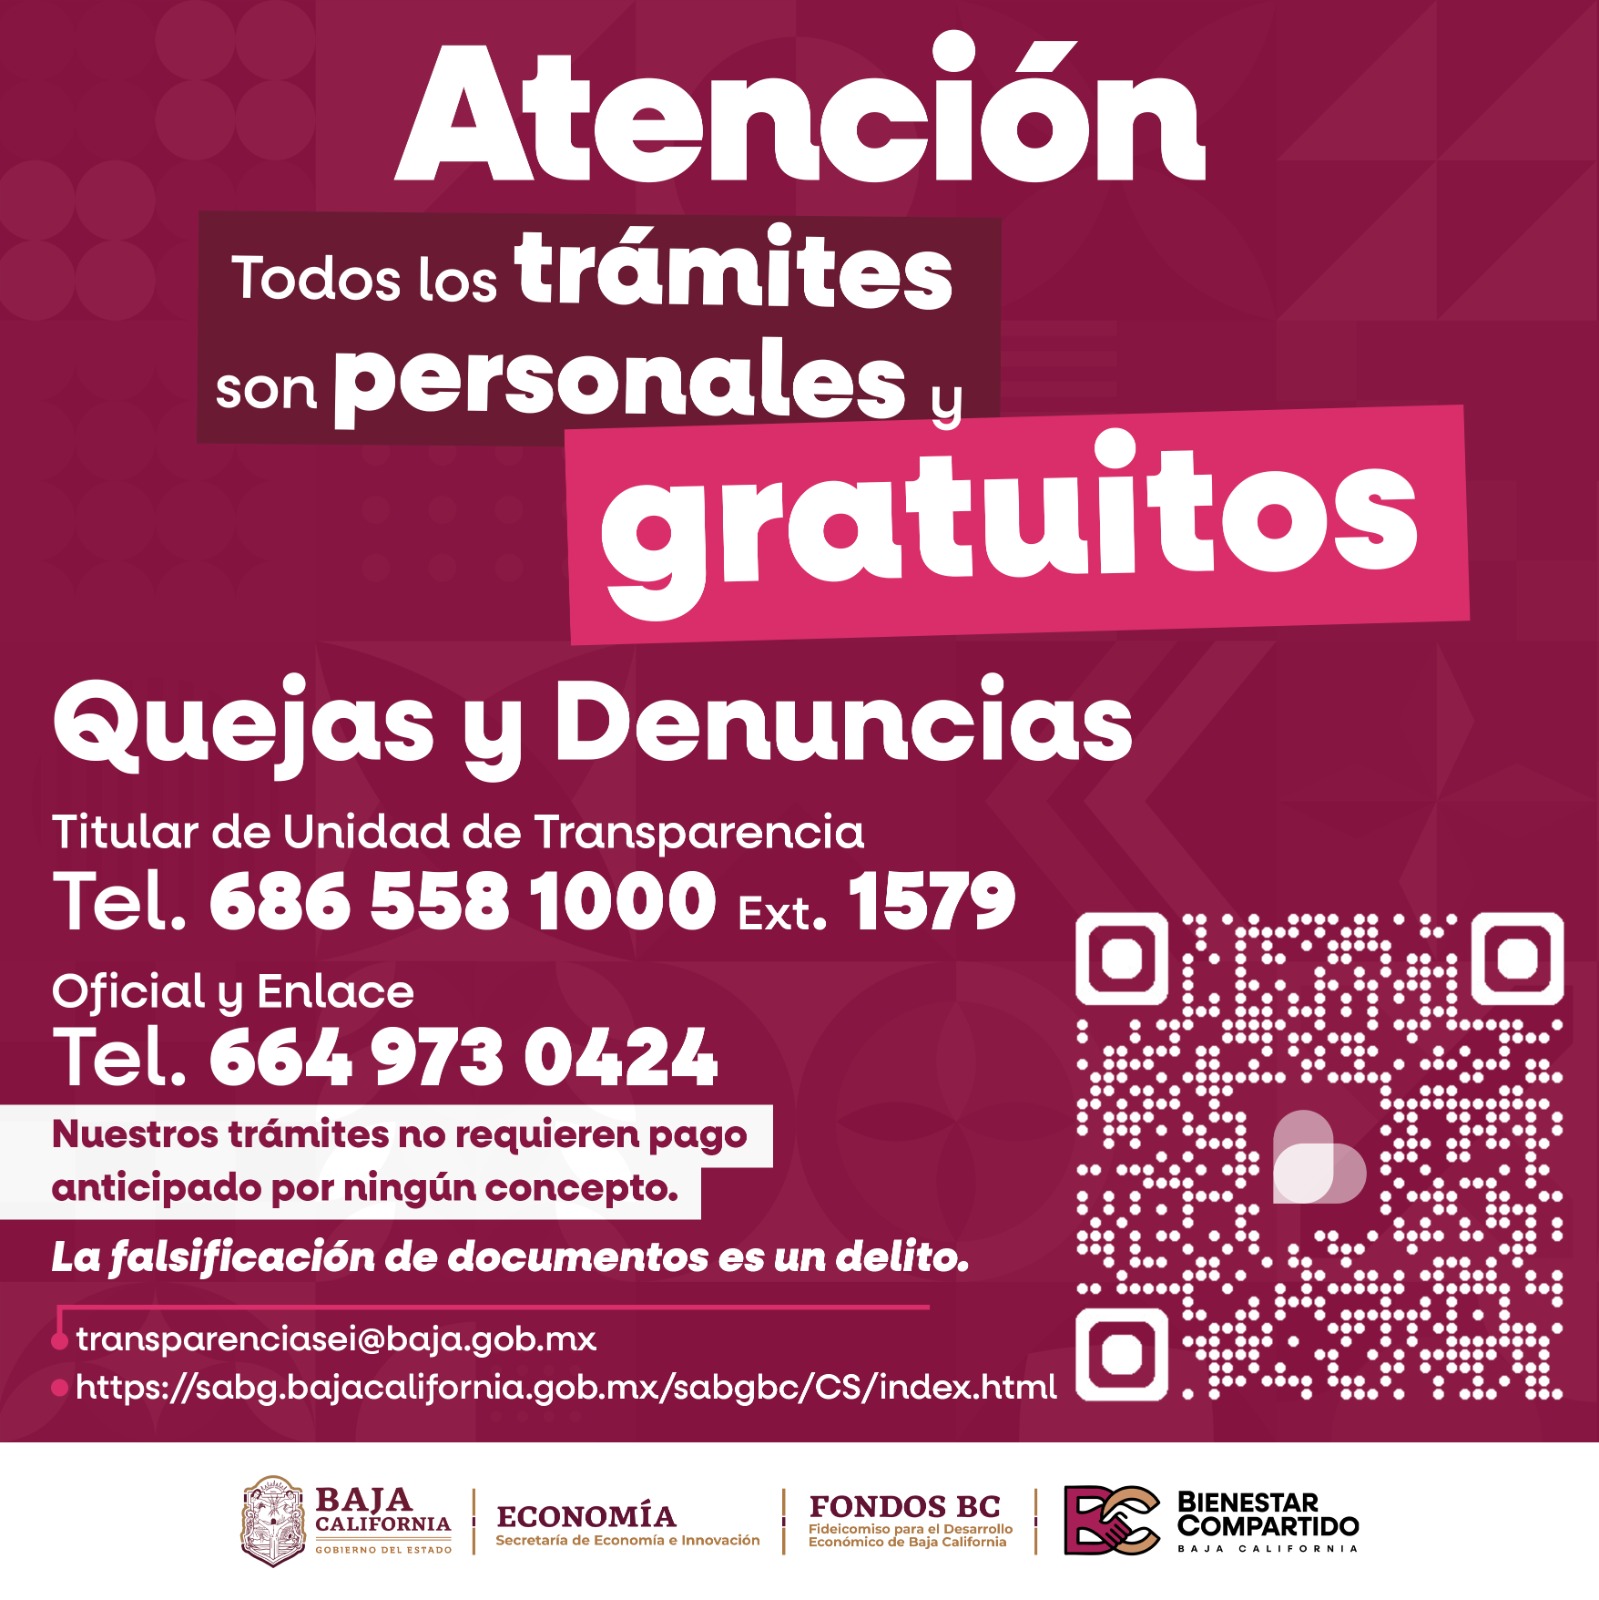 Atención
Todos los trámites
son personales y
gratuitos
Quejas y Denuncias
Titular de Unidad de Transparencia
Tel. 686 558 1000 Ext. 1579
Oficial y Enlace
Tel. 664 973 0424
Nuestros trámites no requieren pago
anticipado por ningún concepto.
La falsificación de documentos es un delito.
transparenciasei@baja.gob.mx
https://sabg.bajacalifornia.gob.mx/sabgbc/CS/index.html
BAJA
CALIFORNIA
GOBIERNO DEL ESTADO
ECONOMÍA
Secretaría de Economía e Innovación
FONDOS BC
Fideicomiso para el Desarrollo
Económico de Baja California
BC
BIENESTAR
COMPARTIDO
BAJA CALIFORNIA